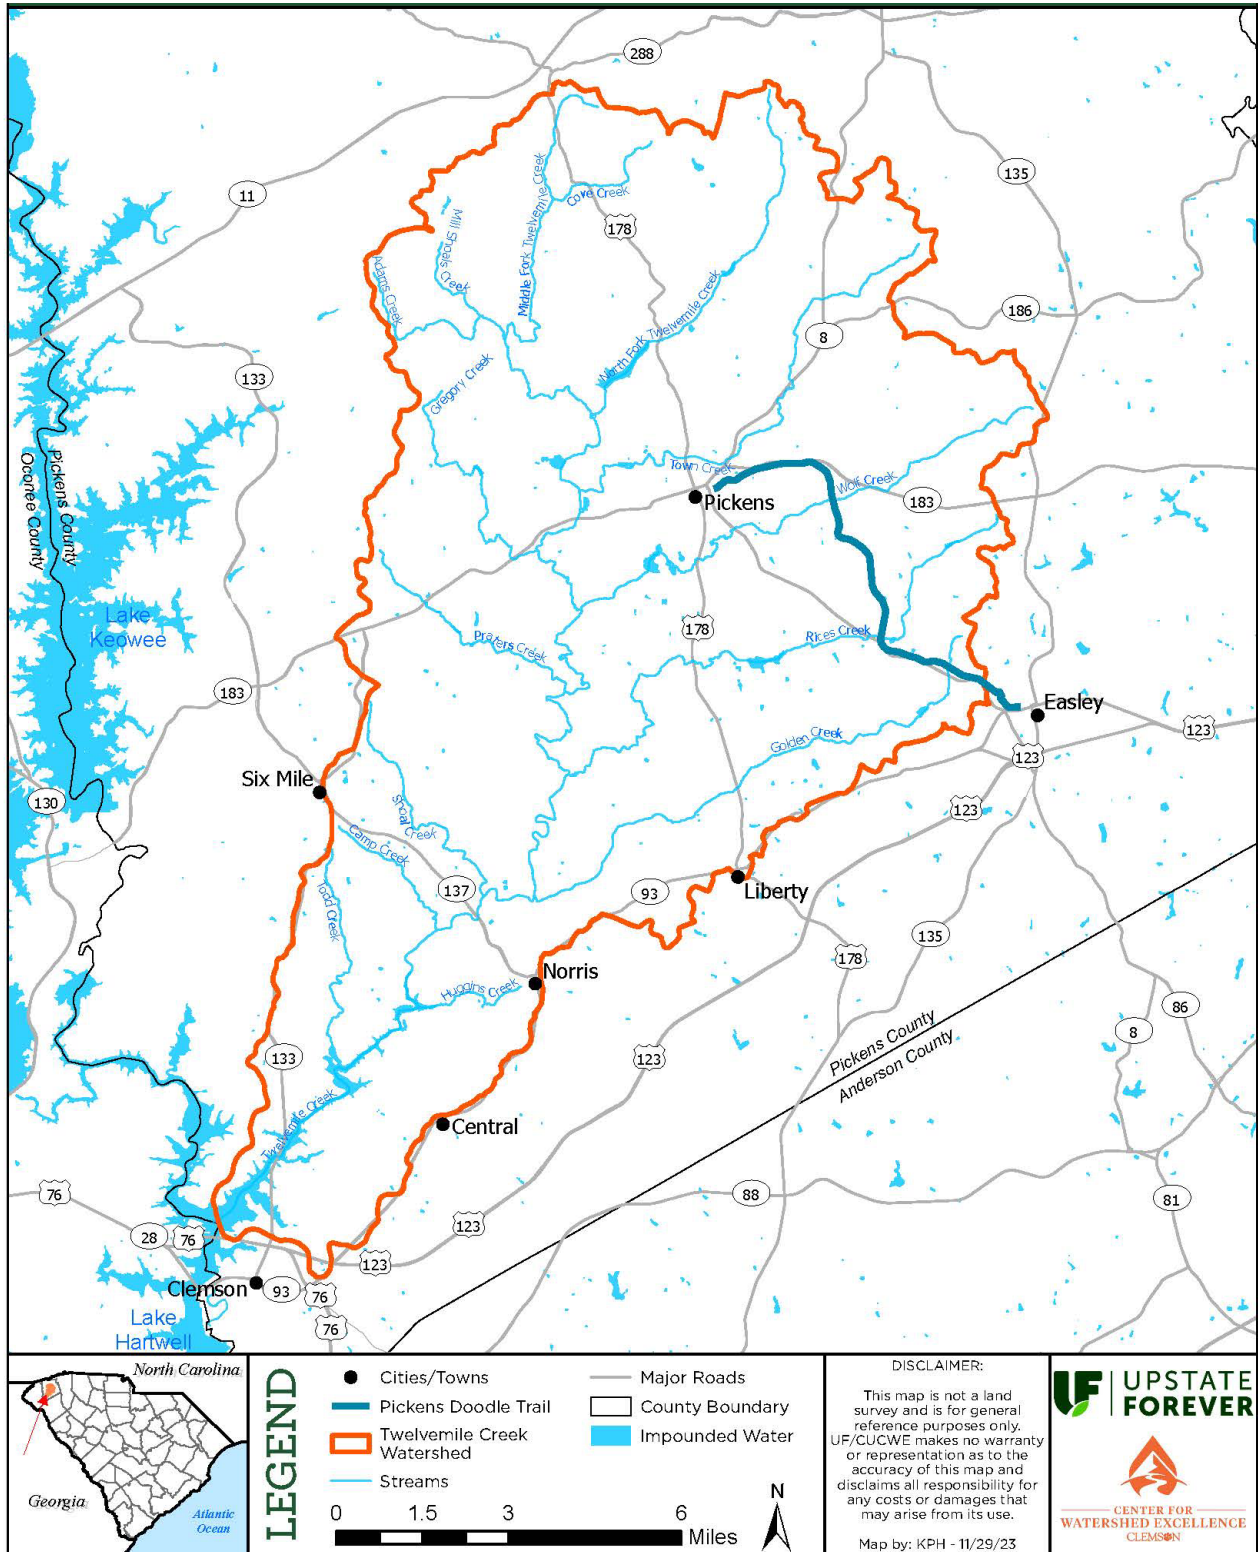 288
11
135
178
Cove Creek
Middle Fork Twelvemile Creek
Mill Shoals Creek
Adams Creek
186
8
133
North Fork Twelvemile Creek
Gregory Creek
Pickens County
Oconee County
Town Creek
Wolf Creek
183
Pickens
Lake
Keowee
178
Praters Creek
Rices Creek
183
Easley
123
123
Golden Creek
Six Mile
130
123
Shoal Creek
Camp Creek
137
93
Liberty
Todd Creek
135
178
Norris
Huggins Creek
86
8
133
123
Pickens County
Anderson County
Twelvemile Creek
Central
76
88
81
28
76
123
123
Clemson
93
76
76
Lake
Hartwell
North Carolina
Georgia
Atlantic
Ocean
LEGEND
Cities/Towns
Pickens Doodle Trail
Twelvemile Creek
Watershed
Streams
Major Roads
County Boundary
Impounded Water
0 1.5 3 6
Miles
N
DISCLAIMER:
This map is not a land
survey and is for general
reference purposes only.
UF/CUCWE makes no warranty
or representation as to the
accuracy of this map and
disclaims all responsibility for
any costs or damages that
may arise from its use.
Map by: KPH - 11/29/23
UF
UPSTATE
FOREVER
CENTER FOR
WATERSHED EXCELLENCE
CLEMSON